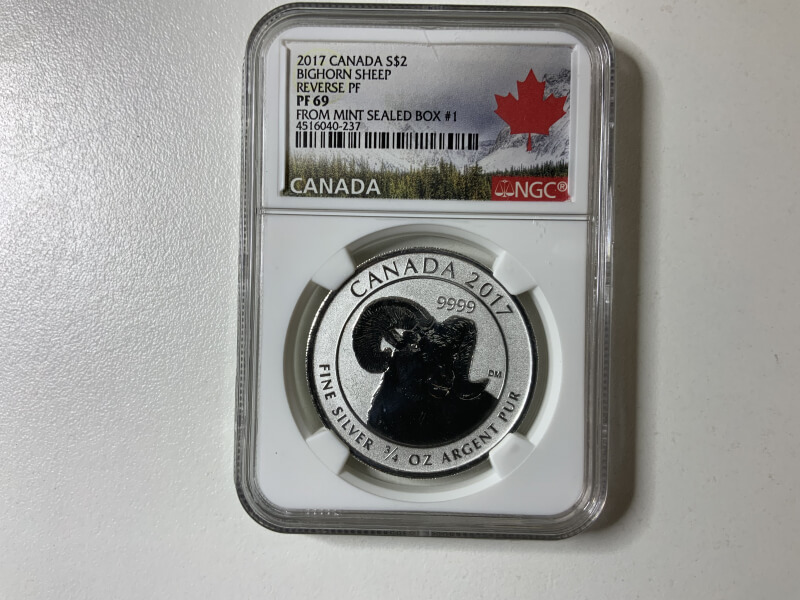 2017 CANADA S$2
BIGHORN SHEEP
REVERSE PF
PF 69
FROM MINT SEALED BOX #1
4516040-237
CANADA
NGC®
CANADA 2017
9999
DM
FINE SILVER 3/4 OZ ARGENT PUR